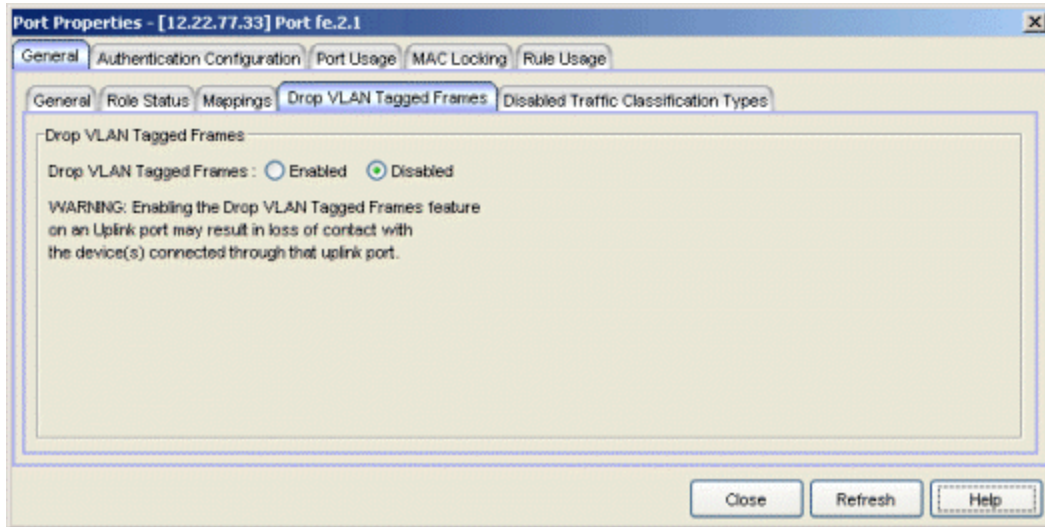 Port Properties - [12.22.77.33] Port fe.2.1
General Authentication Configuration Port Usage MAC Locking Rule Usage
General Role Status Mappings Drop VLAN Tagged Frames Disabled Traffic Classification Types
Drop VLAN Tagged Frames
Drop VLAN Tagged Frames : Enabled Disabled
WARNING: Enabling the Drop VLAN Tagged Frames feature
on an Uplink port may result in loss of contact with
the device(s) connected through that uplink port.
Close Refresh Help